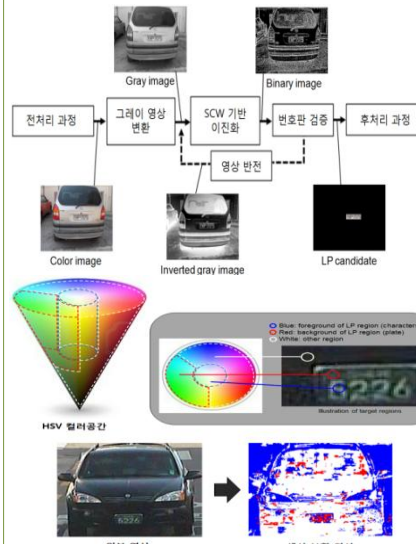 Gray image
Binary image
전처리 과정
그레이 영상
변환
SCW 기반
이진화
번호판 검증
후처리 과정
영상 반전
Color image
Inverted gray image
LP candidate
HSV 컬러공간
Blue: foreground of LP region (character
Red: background of LP region (plate)
White: other region
6226
Illustration of target regions
6226